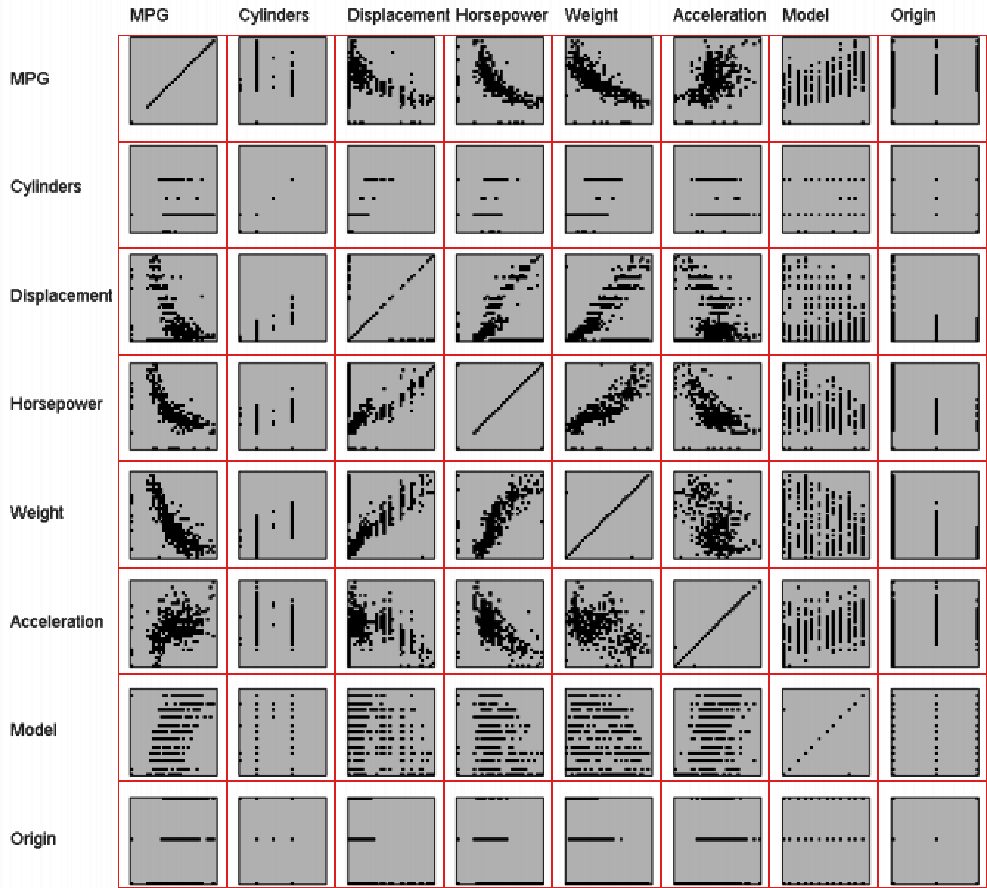 MPG Cylinders Displacement Horsepower Weight Acceleration Model Origin
MPG
Cylinders
Displacement
Horsepower
Weight
Acceleration
Model
Origin